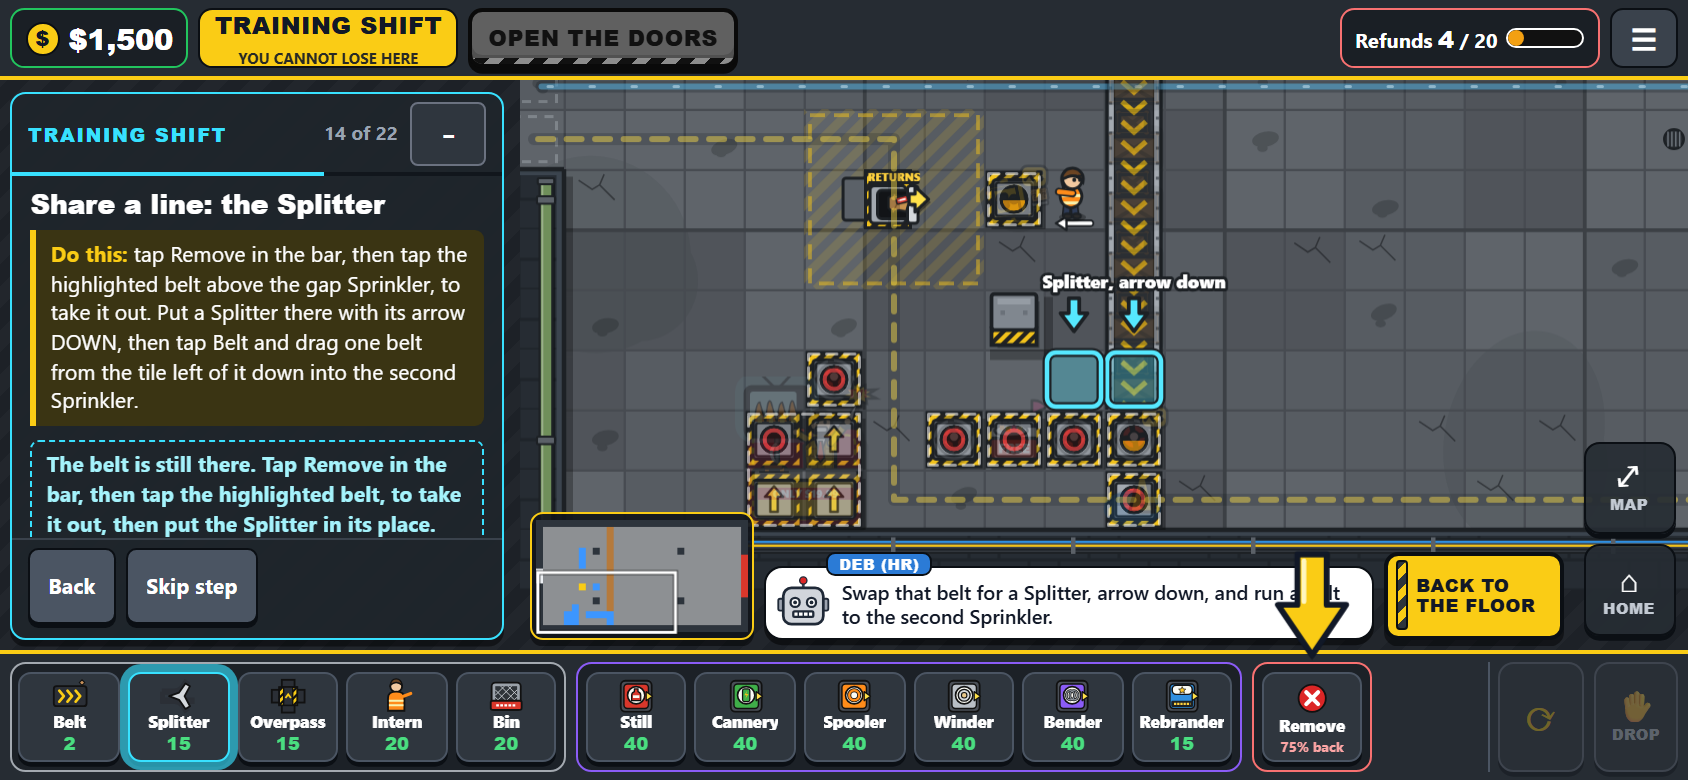 $ $1,500
TRAINING SHIFT
YOU CANNOT LOSE HERE
OPEN THE DOORS
Refunds 4 / 20
TRAINING SHIFT
14 of 22
Share a line: the Splitter
Do this: tap Remove in the bar, then tap the
highlighted belt above the gap Sprinkler, to
take it out. Put a Splitter there with its arrow
DOWN, then tap Belt and drag one belt
from the tile left of it down into the second
Sprinkler.
The belt is still there. Tap Remove in the
bar, then tap the highlighted belt, to take
it out, then put the Splitter in its place.
Back
Skip step
RETURNS
Splitter, arrow down
MAP
HOME
DEB (HR)
Swap that belt for a Splitter, arrow down, and run a
to the second Sprinkler.
BACK TO
THE FLOOR
Belt
2
Splitter
15
Overpass
15
Intern
20
Bin
20
Still
40
Cannery
40
Spooler
40
Winder
40
Bender
40
Rebrander
15
Remove
75% back
DROP